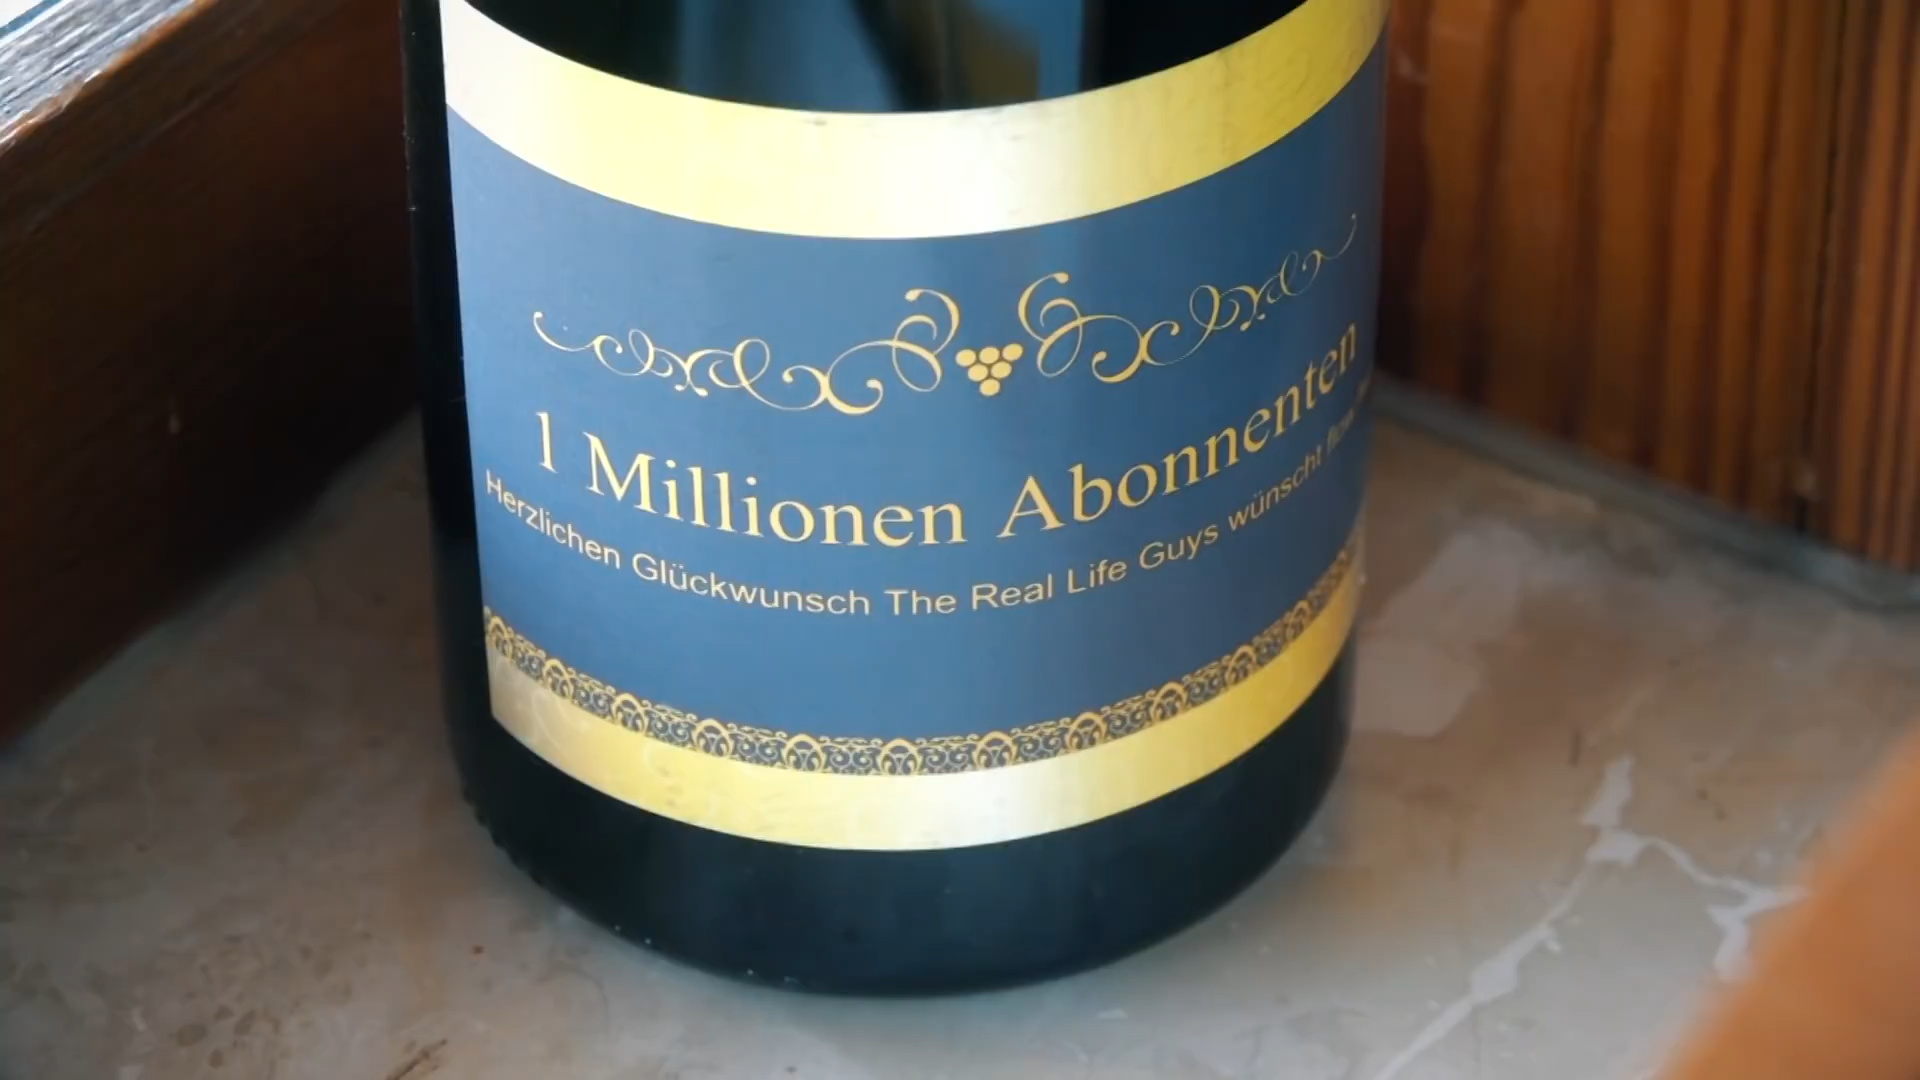 1 Millionen Abonnenten
Herzlichen Glückwunsch The Real Life Guys wünscht